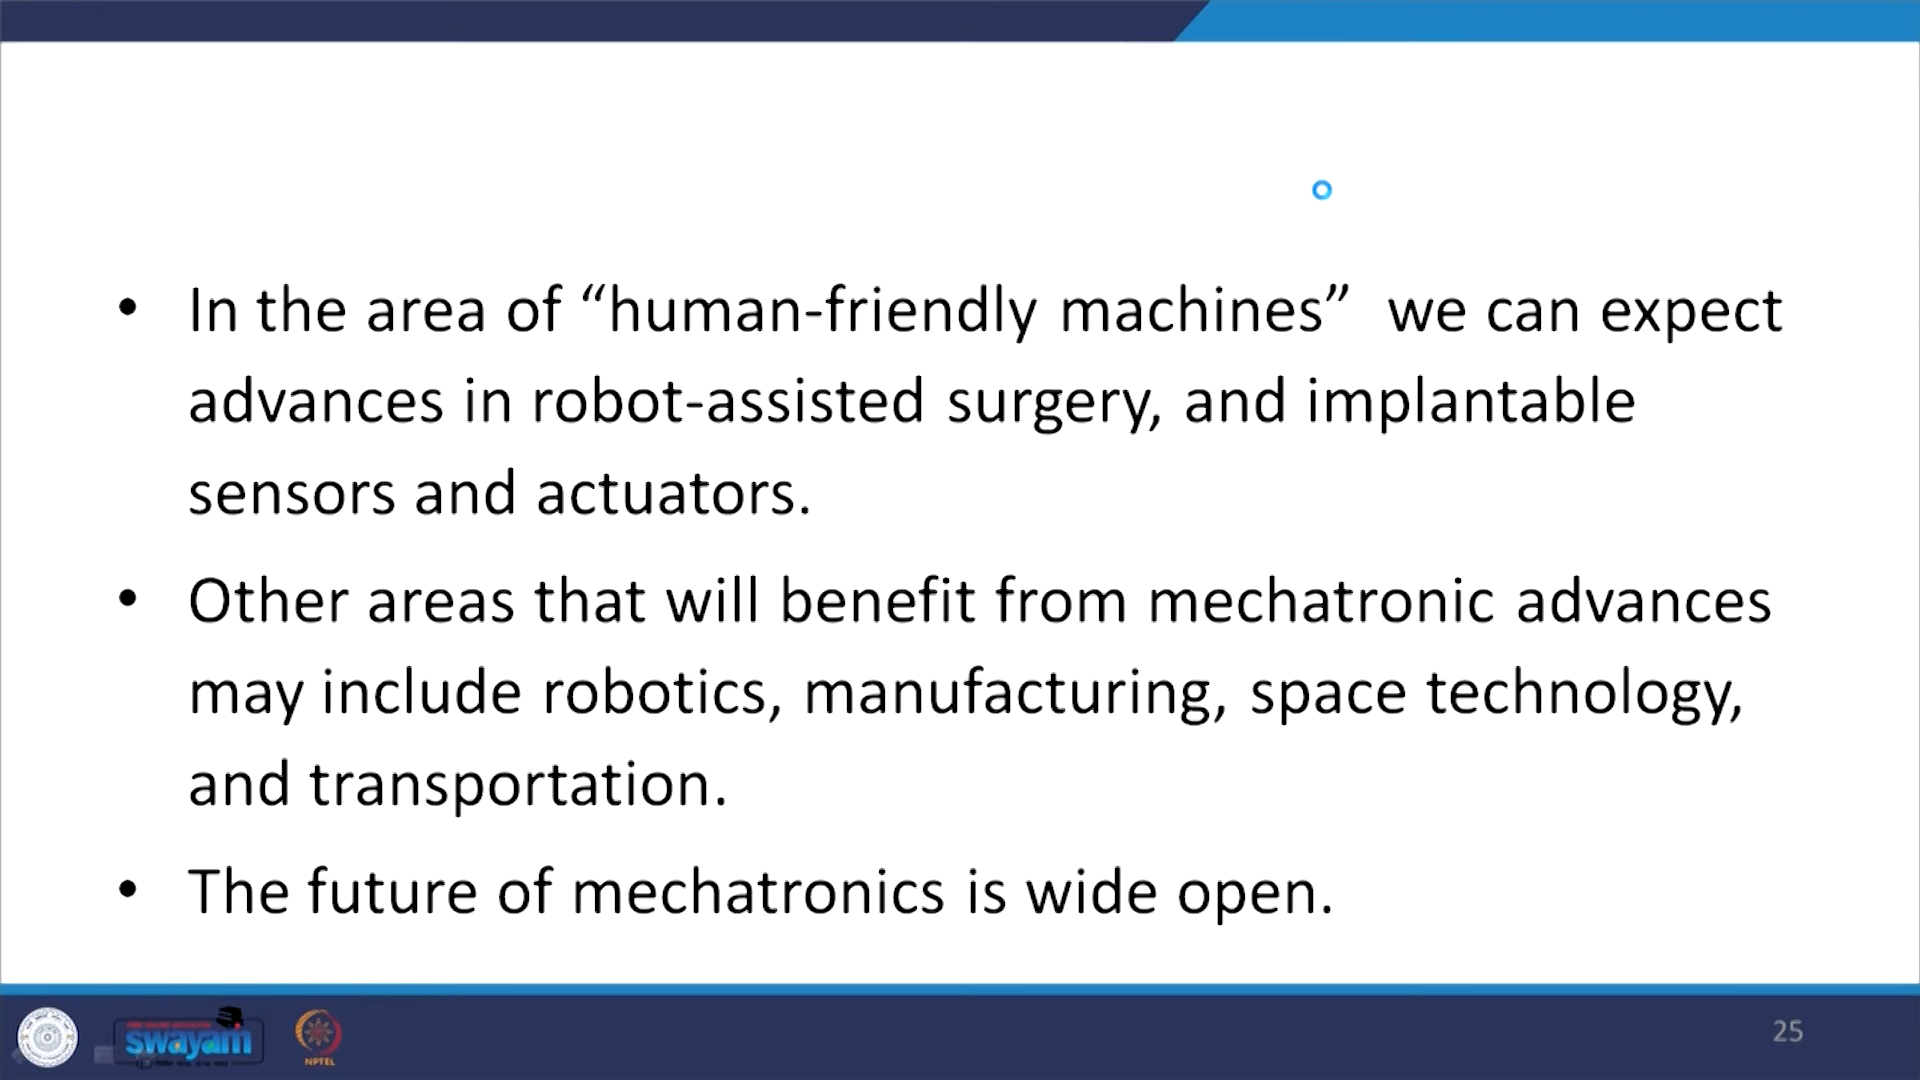 • In the area of “human-friendly machines”  we can expect
advances in robot-assisted surgery, and implantable
sensors and actuators.
• Other areas that will benefit from mechatronic advances
may include robotics, manufacturing, space technology,
and transportation.
• The future of mechatronics is wide open.
swayam
NPTEL
25